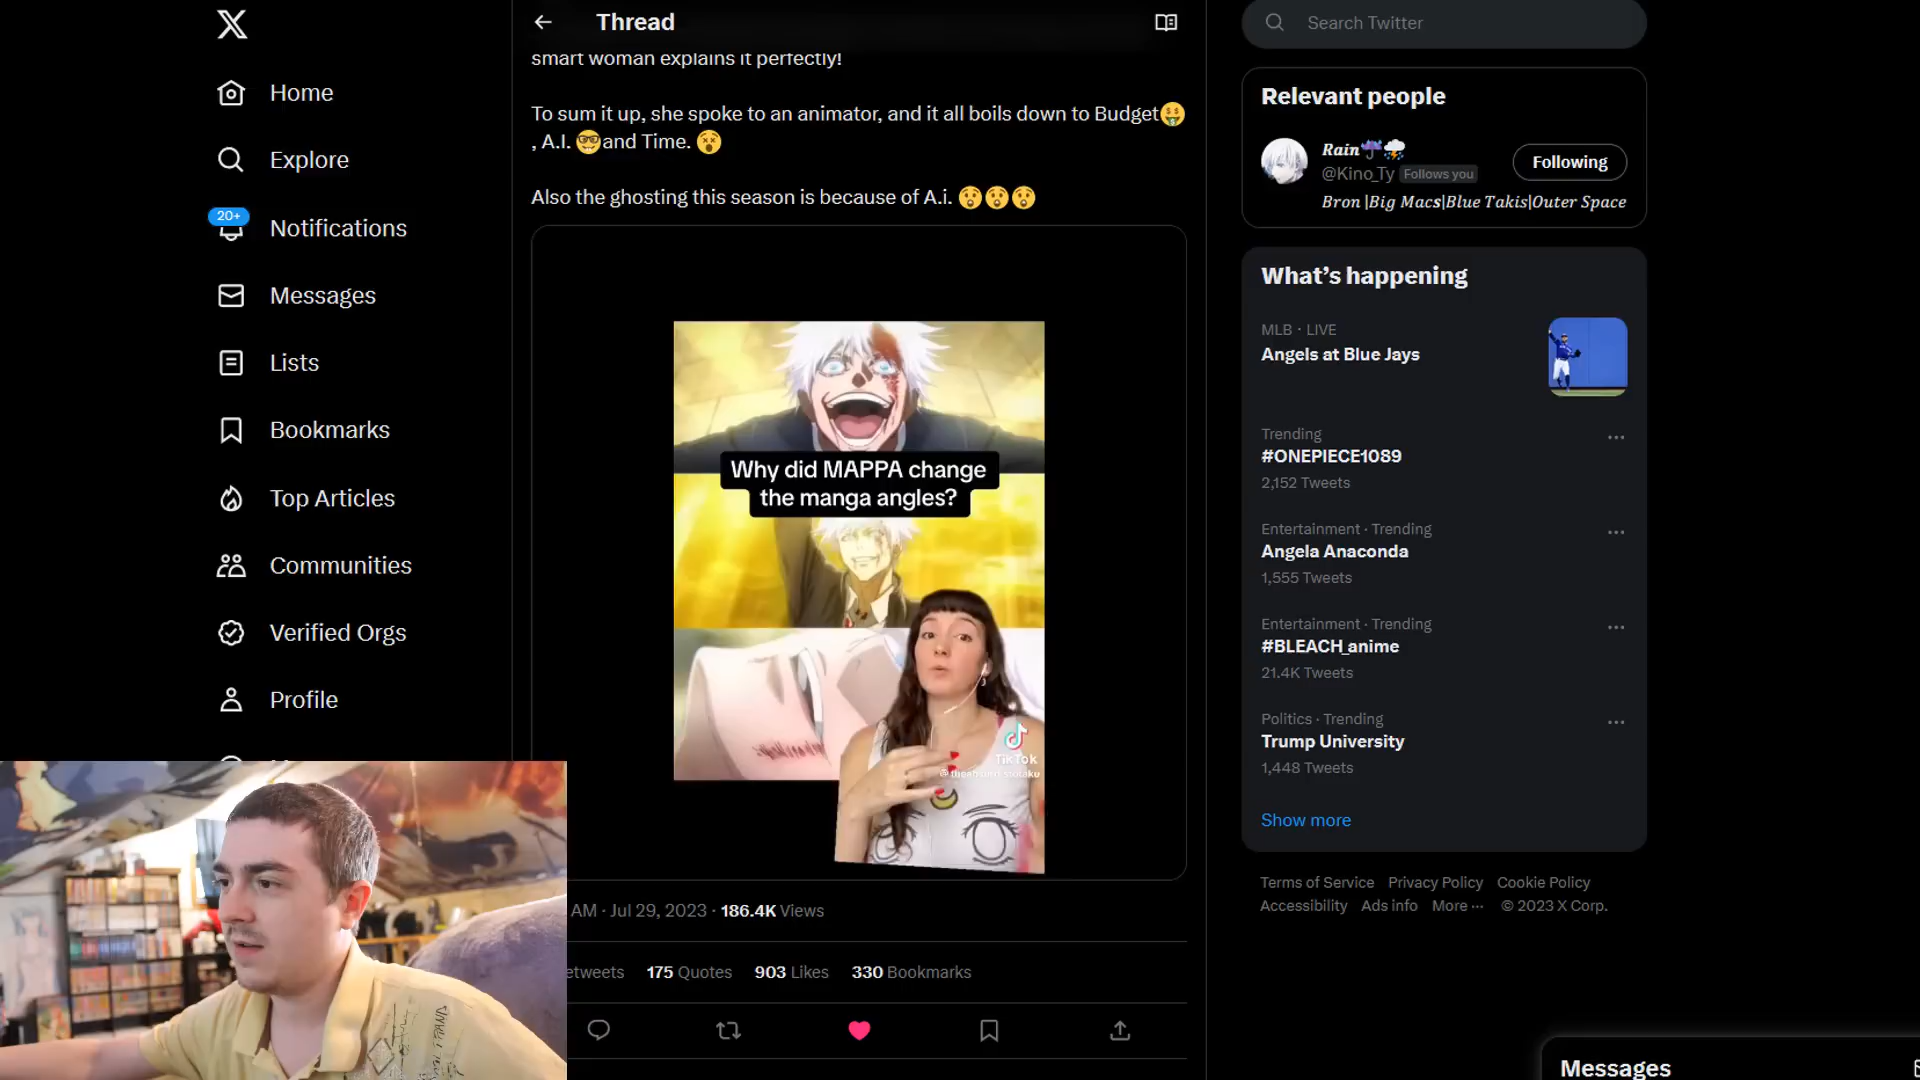 Home
Explore
20+
Notifications
Messages
Lists
Bookmarks
Top Articles
Communities
Verified Orgs
Profile
Thread
smart woman explains it perfectly!
To sum it up, she spoke to an animator, and it all boils down to Budget🤑
, A.I. 🤓and Time. 😵
Also the ghosting this season is because of A.i. 😲😲😲
Why did MAPPA change
the manga angles?
TikTok
AM · Jul 29, 2023 · 186.4K Views
etweets 175 Quotes 903 Likes 330 Bookmarks
Search Twitter
Relevant people
Rain☔⛈
@Kino_Ty Follows you
Following
Bron |Big Macs|Blue Takis|Outer Space
What's happening
MLB · LIVE
Angels at Blue Jays
Trending
#ONEPIECE1089
2,152 Tweets
Entertainment · Trending
Angela Anaconda
1,555 Tweets
Entertainment · Trending
#BLEACH_anime
21.4K Tweets
Politics · Trending
Trump University
1,448 Tweets
Show more
Terms of Service Privacy Policy Cookie Policy
Accessibility Ads info More ··· © 2023 X Corp.
Messages